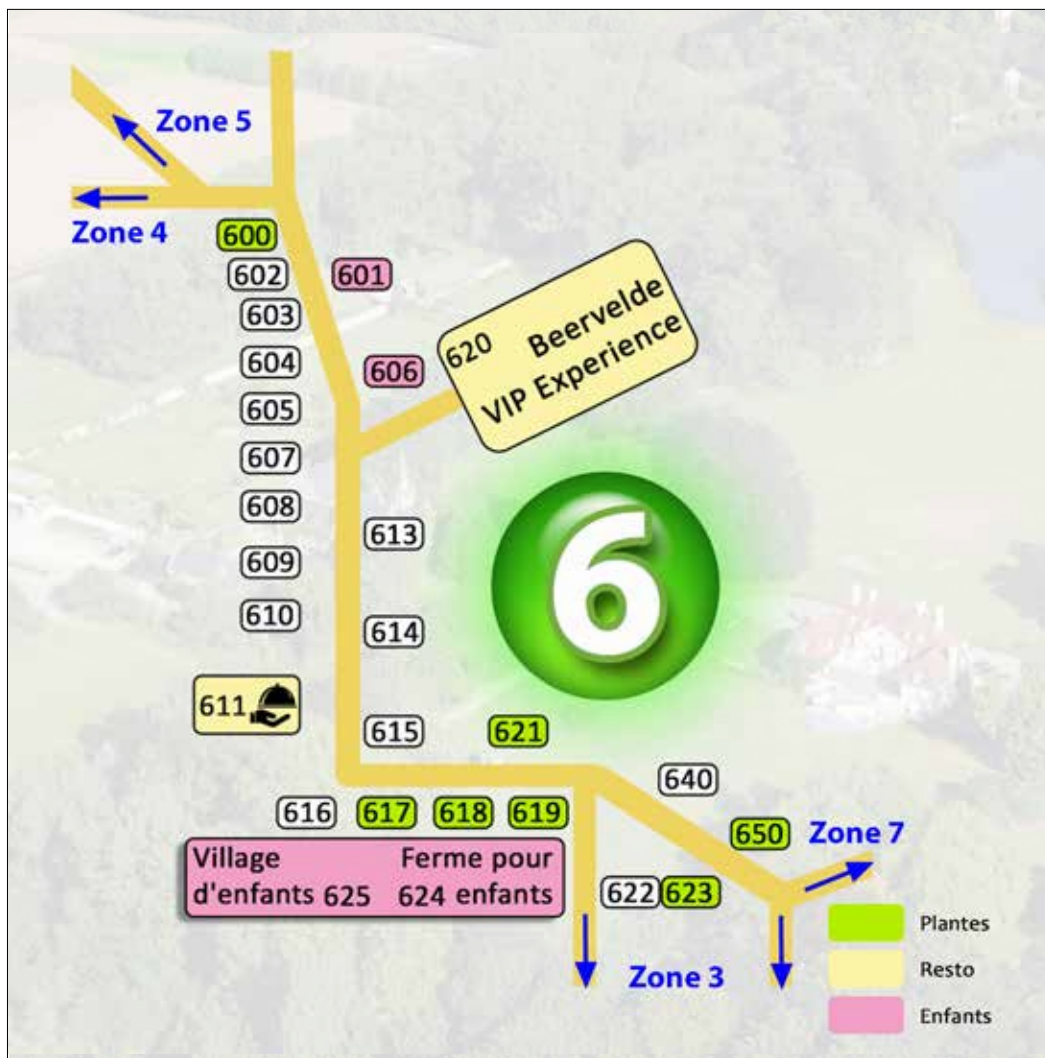 Zone 5
Zone 4
600
602
601
603
604
606
605
607
608
609
610
620 Beervelde
VIP Experience
613
614
6
611
615
621
616
617
618
619
640
650
Zone 7
Village
d'enfants 625
Ferme pour
624 enfants
622
623
Zone 3
Plantes
Resto
Enfants